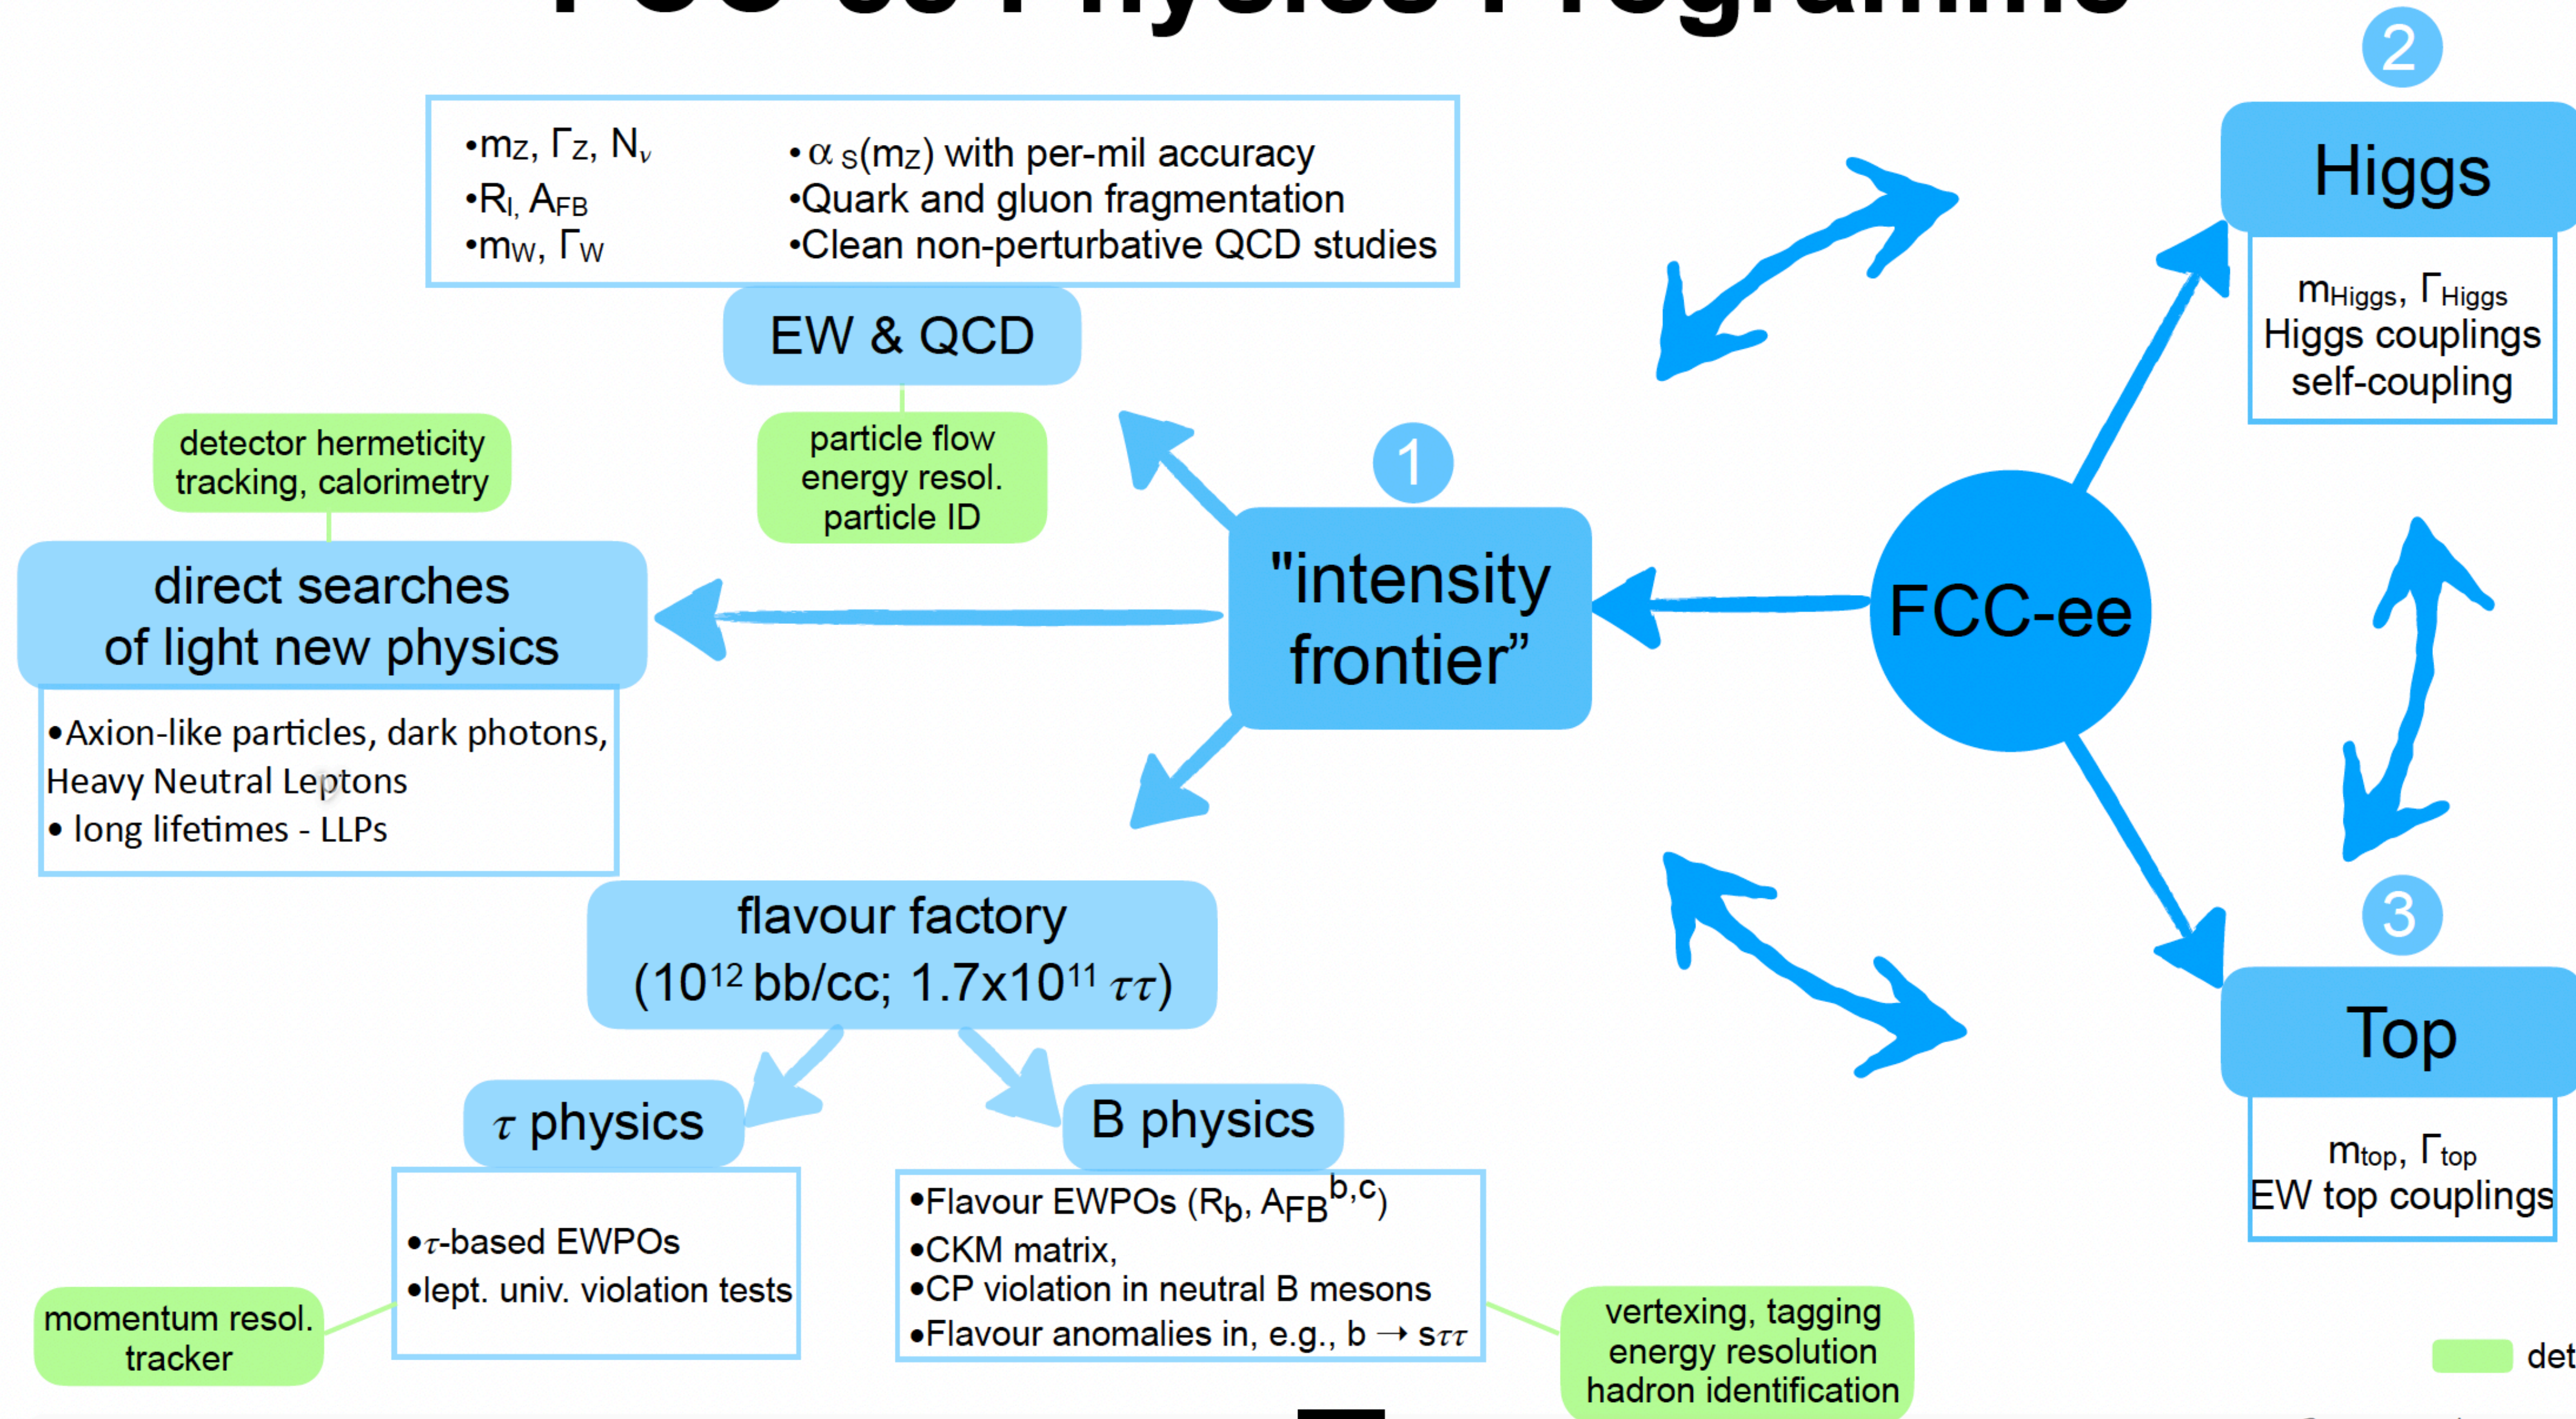 FCC-ee Physics Programme
2
•mZ, ΓZ, Nν
•Rl, AFB
•mW, ΓW
•αS(mZ) with per-mil accuracy
•Quark and gluon fragmentation
•Clean non-perturbative QCD studies
EW & QCD
particle flow
energy resol.
particle ID
Higgs
mHiggs, ΓHiggs
Higgs couplings
self-coupling
detector hermeticity
tracking, calorimetry
direct searches
of light new physics
•Axion-like particles, dark photons,
Heavy Neutral Leptons
• long lifetimes - LLPs
1
"intensity
frontier”
FCC-ee
flavour factory
(10¹² bb/cc; 1.7x10¹¹ ττ)
3
Top
mtop, Γtop
EW top couplings
τ physics
•τ-based EWPOs
•lept. univ. violation tests
momentum resol.
tracker
B physics
•Flavour EWPOs (Rb, AFBb,c)
•CKM matrix,
•CP violation in neutral B mesons
•Flavour anomalies in, e.g., b → sττ
vertexing, tagging
energy resolution
hadron identification
det